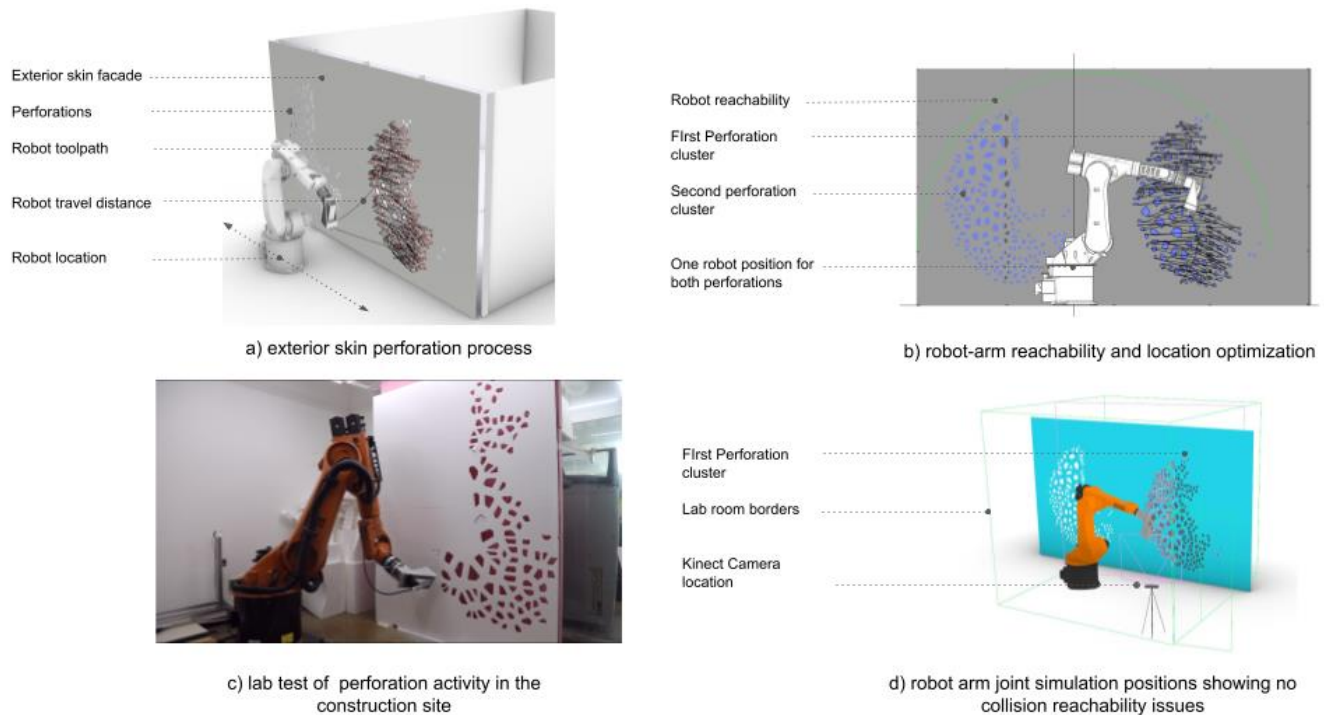 Exterior skin facade
Perforations
Robot toolpath
Robot travel distance
Robot location
a) exterior skin perforation process
Robot reachability
FIrst Perforation
cluster
Second perforation
cluster
One robot position for
both perforations
b) robot-arm reachability and location optimization
c) lab test of perforation activity in the
construction site
FIrst Perforation
cluster
Lab room borders
Kinect Camera
location
d) robot arm joint simulation positions showing no
collision reachability issues